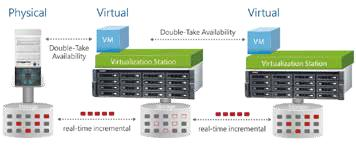 Physical
Virtual
Virtual
VM
Double-Take Availability
VM
Double-Take
Availability
Virtualization Station
Virtualization Station
real-time incremental
real-time incremental